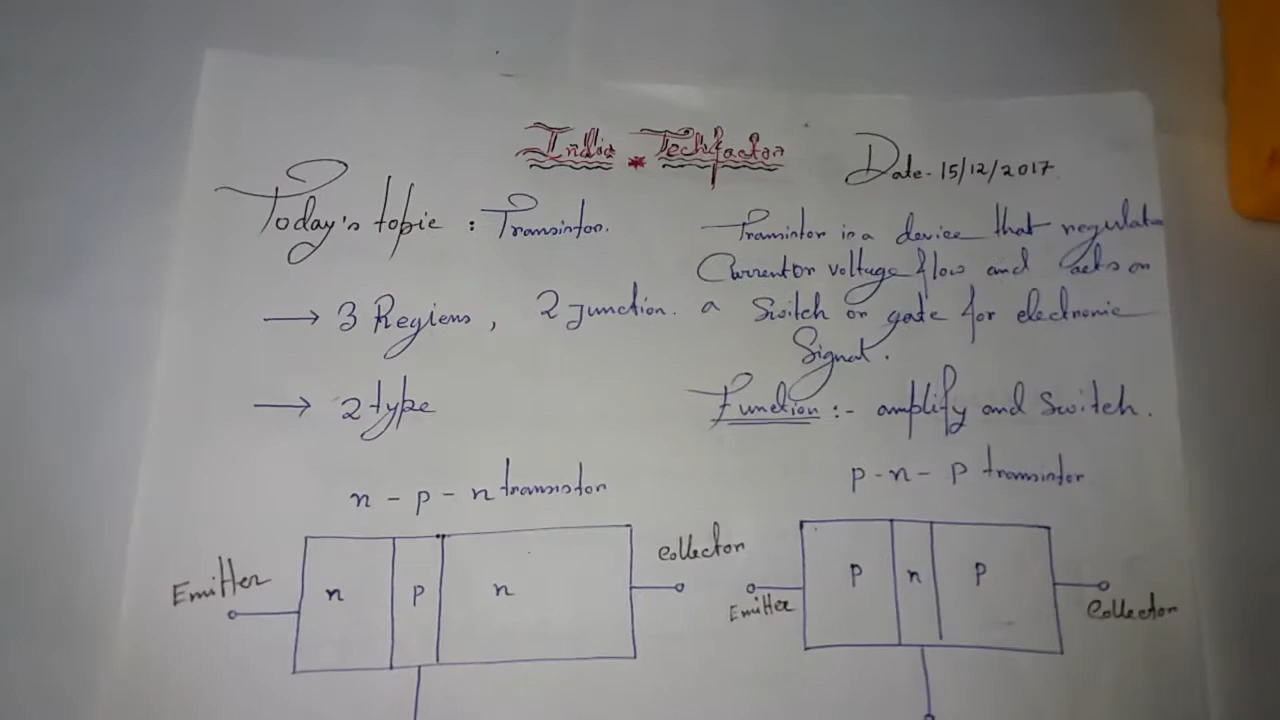 India * Techfactor
Date- 15/12/2017
Today's topic : Transistor.
→ 3 Regions, 2 Junction.
→ 2 type
Transistor is a device that regulate
Current or voltage flow and acts on
a Switch or gate for electronic
Signal.
Function :- amplify and Switch.
n - p - n transistor
Emitter
n
p
n
Collector
p - n - p transistor
Emitter
p
n
p
Collector